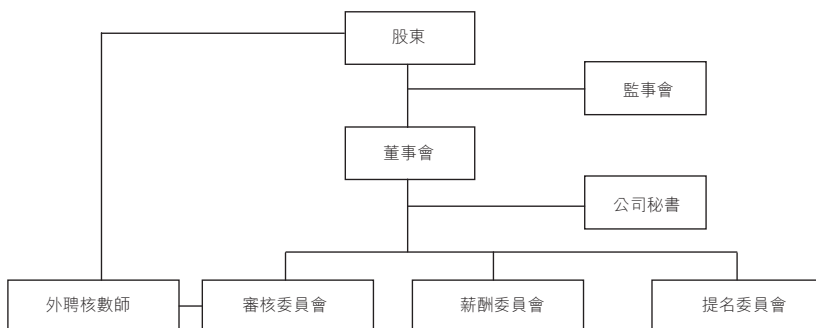 股東
監事會
董事會
公司秘書
外聘核數師
審核委員會
薪酬委員會
提名委員會